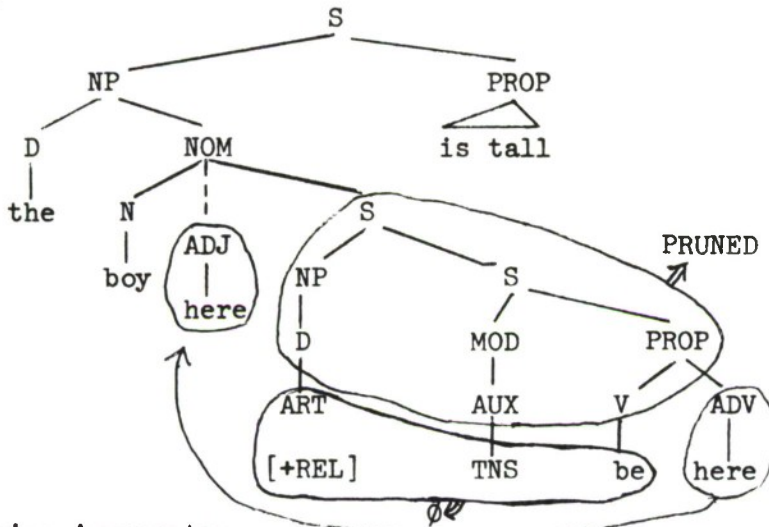 S
NP PROP
D NOM is tall
the N S
boy ADJ NP S PRUNED
here D MOD PROP
ART AUX V ADV
[+REL] TNS be here
Ø